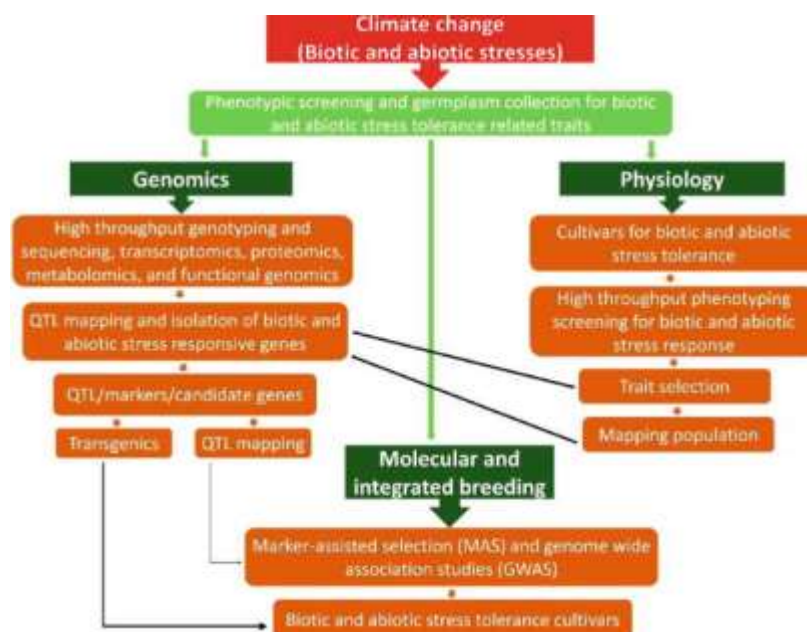 Climate change
(Biotic and abiotic stresses)
Phenotypic screening and germplasm collection for biotic
and abiotic stress tolerance related traits
Genomics
High throughput genotyping and
sequencing, transcriptomics, proteomics,
metabolomics, and functional genomics
QTL mapping and isolation of biotic and
abiotic stress responsive genes
QTL/markers/candidate genes
Transgenics
QTL mapping
Physiology
Cultivars for biotic and abiotic
stress tolerance
High throughput phenotyping
screening for biotic and abiotic
stress response
Trait selection
Mapping population
Molecular and
integrated breeding
Marker-assisted selection (MAS) and genome wide
association studies (GWAS)
Biotic and abiotic stress tolerance cultivars